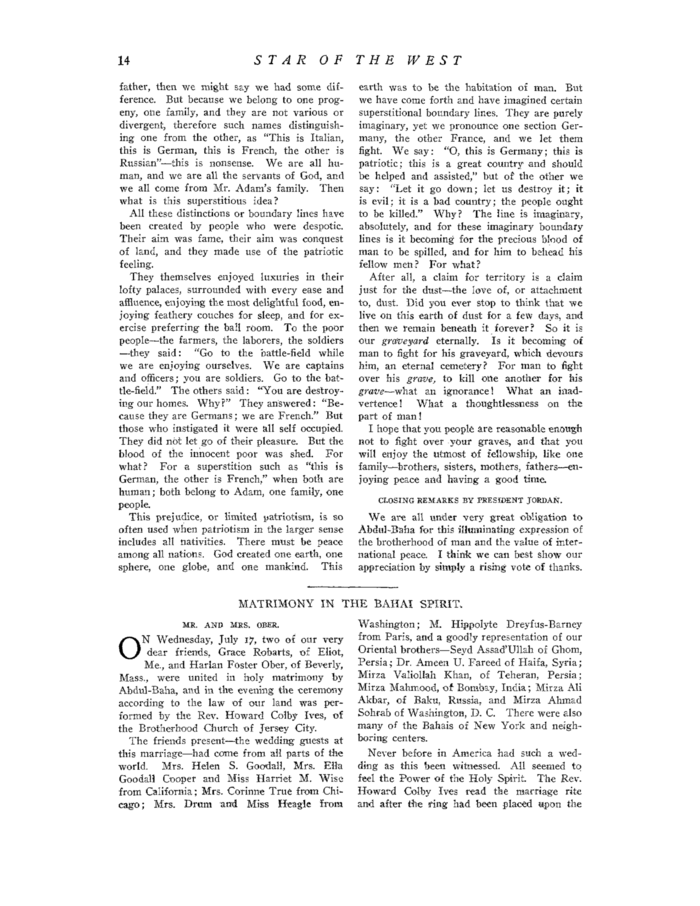 14
STAR OF THE WEST
father, then we might say we had some dif-
ference. But because we belong to one prog-
eny, one family, and they are not various or
divergent, therefore such names distinguish-
ing one from the other, as "This is Italian,
this is German, this is French, the other is
Russian"—this is nonsense. We are all hu-
man, and we are all the servants of God, and
we all come from Mr. Adam's family. Then
what is this superstitious idea?
All these distinctions or boundary lines have
been created by people who were despotic.
Their aim was fame, their aim was conquest
of land, and they made use of the patriotic
feeling.
They themselves enjoyed luxuries in their
lofty palaces, surrounded with every ease and
affluence, enjoying the most delightful food, en-
joying feathery couches for sleep, and for ex-
ercise preferring the ball room. To the poor
people—the farmers, the laborers, the soldiers
—they said: "Go to the battle-field while
we are enjoying ourselves. We are captains
and officers; you are soldiers. Go to the bat-
tle-field." The others said: "You are destroy-
ing our homes. Why?" They answered: "Be-
cause they are Germans; we are French." But
those who instigated it were all self occupied.
They did not let go of their pleasure. But the
blood of the innocent poor was shed. For
what? For a superstition such as "this is
German, the other is French," when both are
human; both belong to Adam, one family, one
people.
This prejudice, or limited patriotism, is so
often used when patriotism in the larger sense
includes all nativities. There must be peace
among all nations. God created one earth, one
sphere, one globe, and one mankind. This
earth was to be the habitation of man. But
we have come forth and have imagined certain
superstitional boundary lines. They are purely
imaginary, yet we pronounce one section Ger-
many, the other France, and we let them
fight. We say: "O, this is Germany; this is
patriotic; this is a great country and should
be helped and assisted," but of the other we
say: "Let it go down; let us destroy it; it
is evil; it is a bad country; the people ought
to be killed." Why? The line is imaginary,
absolutely, and for these imaginary boundary
lines is it becoming for the precious blood of
man to be spilled, and for him to behead his
fellow men? For what?
After all, a claim for territory is a claim
just for the dust—the love of, or attachment
to, dust. Did you ever stop to think that we
live on this earth of dust for a few days, and
then we remain beneath it forever? So it is
our graveyard eternally. Is it becoming of
man to fight for his graveyard, which devours
him, an eternal cemetery? For man to fight
over his grave, to kill one another for his
grave—what an ignorance! What an inad-
vertence! What a thoughtlessness on the
part of man!
I hope that you people are reasonable enough
not to fight over your graves, and that you
will enjoy the utmost of fellowship, like one
family—brothers, sisters, mothers, fathers—en-
joying peace and having a good time.
CLOSING REMARKS BY PRESIDENT JORDAN.
We are all under very great obligation to
Abdul-Baha for this illuminating expression of
the brotherhood of man and the value of inter-
national peace. I think we can best show our
appreciation by simply a rising vote of thanks.
MATRIMONY IN THE BAHAI SPIRIT.
MR. AND MRS. OBER.
ON Wednesday, July 17, two of our very
dear friends, Grace Robarts, of Eliot,
Me., and Harlan Foster Ober, of Beverly,
Mass., were united in holy matrimony by
Abdul-Baha, and in the evening the ceremony
according to the law of our land was per-
formed by the Rev. Howard Colby Ives, of
the Brotherhood Church of Jersey City.
The friends present—the wedding guests at
this marriage—had come from all parts of the
world. Mrs. Helen S. Goodall, Mrs. Ella
Goodall Cooper and Miss Harriet M. Wise
from California; Mrs. Corinne True from Chi-
cago; Mrs. Drum and Miss Heagle from
Washington; M. Hippolyte Dreyfus-Barney
from Paris, and a goodly representation of our
Oriental brothers—Seyd Assad'Ullah of Ghom,
Persia; Dr. Ameen U. Fareed of Haifa, Syria;
Mirza Valiollah Khan, of Teheran, Persia;
Mirza Mahmood, of Bombay, India; Mirza Ali
Akbar, of Baku, Russia, and Mirza Ahmad
Sohrab of Washington, D. C. There were also
many of the Bahais of New York and neigh-
boring centers.
Never before in America had such a wed-
ding as this been witnessed. All seemed to
feel the Power of the Holy Spirit. The Rev.
Howard Colby Ives read the marriage rite
and after the ring had been placed upon the